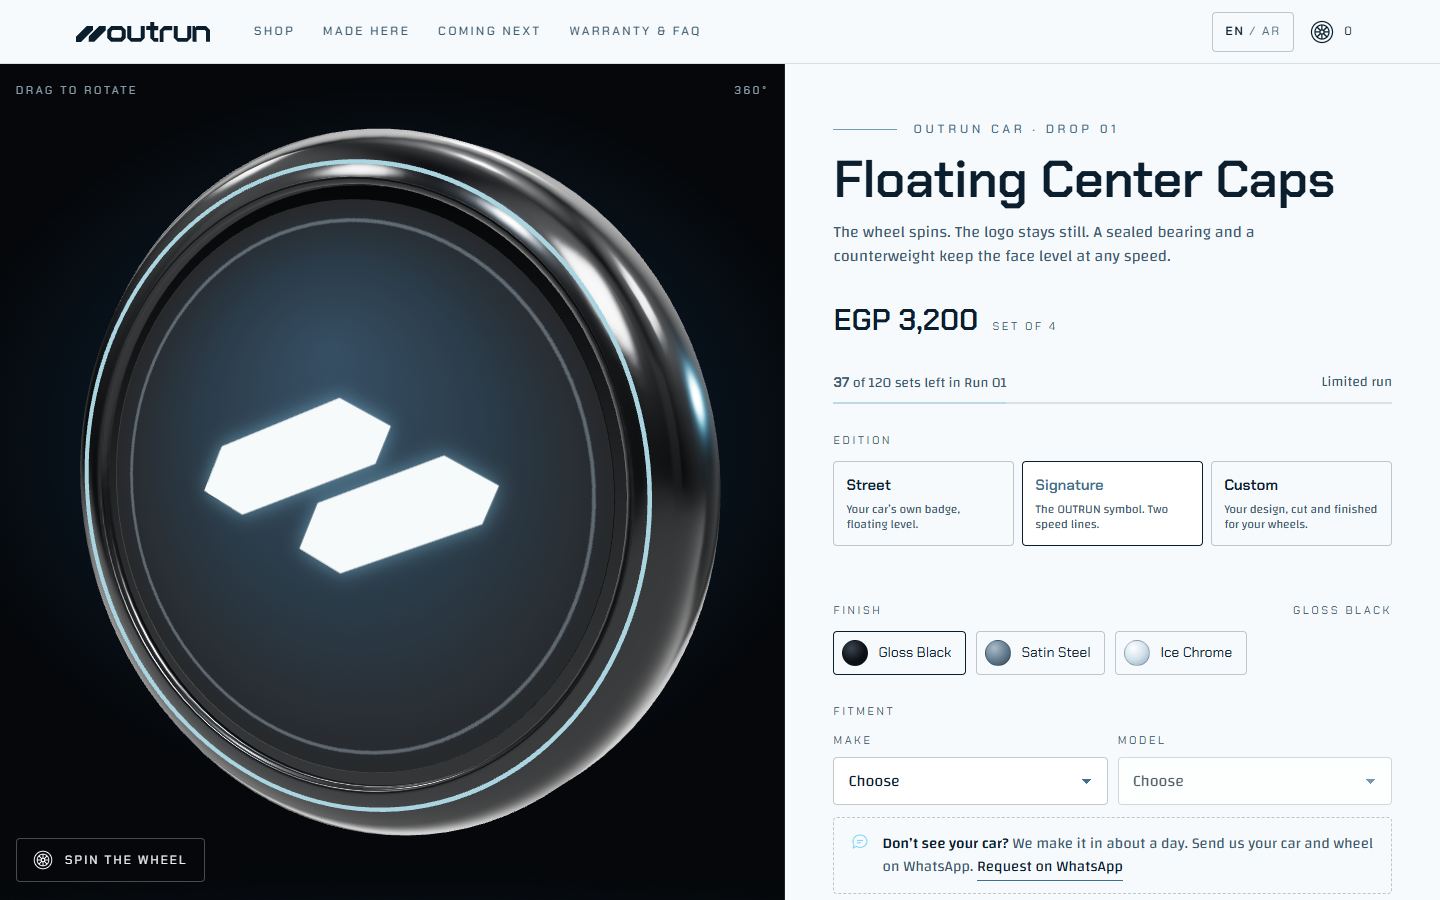 outrun
SHOP
MADE HERE
COMING NEXT
WARRANTY & FAQ
EN / AR
0
DRAG TO ROTATE
360°
SPIN THE WHEEL
OUTRUN CAR · DROP 01
Floating Center Caps
The wheel spins. The logo stays still. A sealed bearing and a
counterweight keep the face level at any speed.
EGP 3,200 SET OF 4
37 of 120 sets left in Run 01
Limited run
EDITION
Street
Your car's own badge,
floating level.
Signature
The OUTRUN symbol. Two
speed lines.
Custom
Your design, cut and finished
for your wheels.
FINISH
GLOSS BLACK
Gloss Black
Satin Steel
Ice Chrome
FITMENT
MAKE
Choose
MODEL
Choose
Don't see your car? We make it in about a day. Send us your car and wheel
on WhatsApp. Request on WhatsApp